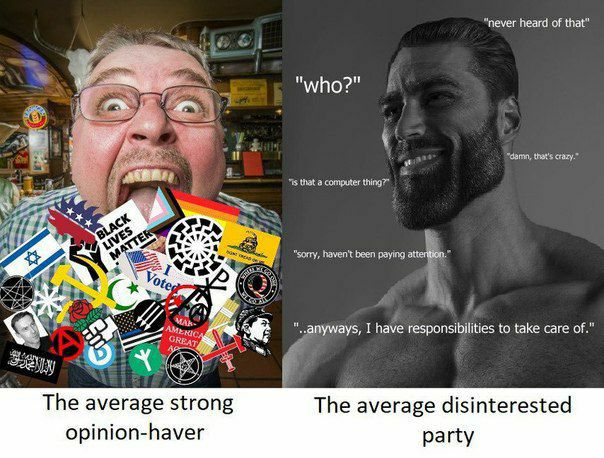 "never heard of that"
"who?"
"damn, that's crazy."
"is that a computer thing?"
"sorry, haven't been paying attention."
"..anyways, I have responsibilities to take care of."
BLACK
LIVES
MATTER
DONT TREAD ON ME
I
Voted
MAKE
AMERICA
GREAT
The average strong
opinion-haver
The average disinterested
party